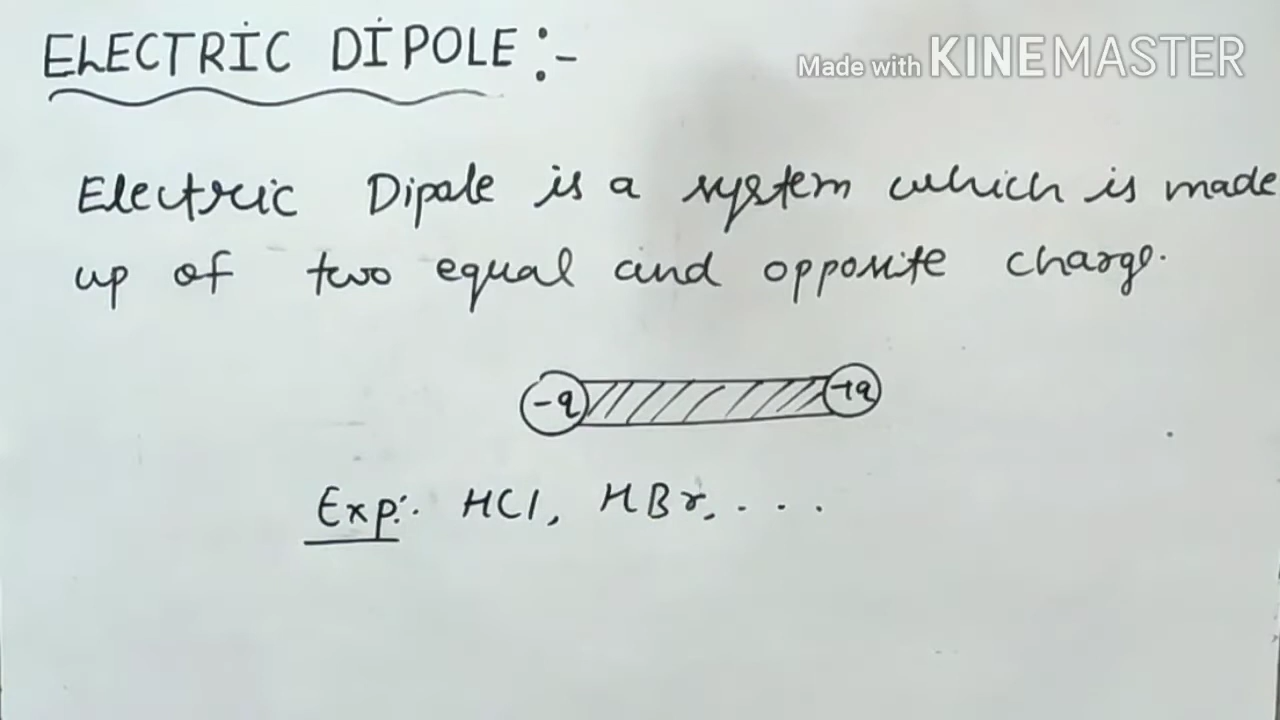 ELECTRIC DIPOLE:-
Made with KINEMASTER
Electric Dipole is a system which is made
up of two equal and opposite charge.
-q +q
Exp:- HCl, HBr, . . .